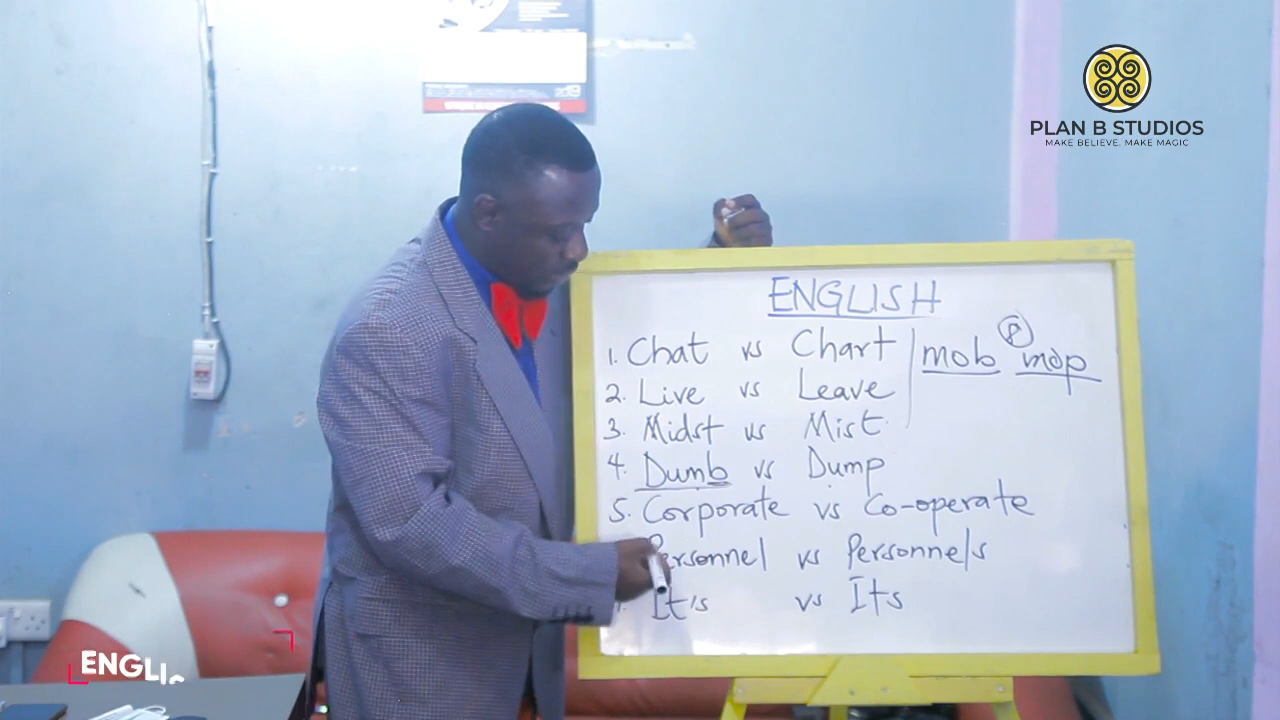 PLAN B STUDIOS
MAKE BELIEVE. MAKE MAGIC
ENGLISH
1. Chat vs Chart
mob P mop
2. Live vs Leave
3. Midst vs Mist
4. Dumb vs Dump
5. Corporate vs Co-operate
Personnel vs Personnels
It's vs Its
ENGLIS